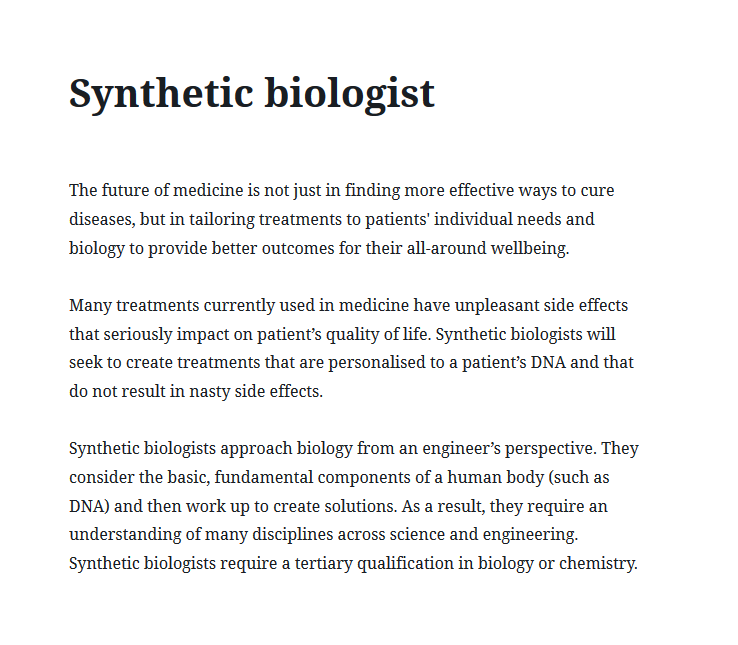 Synthetic biologist
The future of medicine is not just in finding more effective ways to cure
diseases, but in tailoring treatments to patients' individual needs and
biology to provide better outcomes for their all-around wellbeing.
Many treatments currently used in medicine have unpleasant side effects
that seriously impact on patient’s quality of life. Synthetic biologists will
seek to create treatments that are personalised to a patient’s DNA and that
do not result in nasty side effects.
Synthetic biologists approach biology from an engineer’s perspective. They
consider the basic, fundamental components of a human body (such as
DNA) and then work up to create solutions. As a result, they require an
understanding of many disciplines across science and engineering.
Synthetic biologists require a tertiary qualification in biology or chemistry.